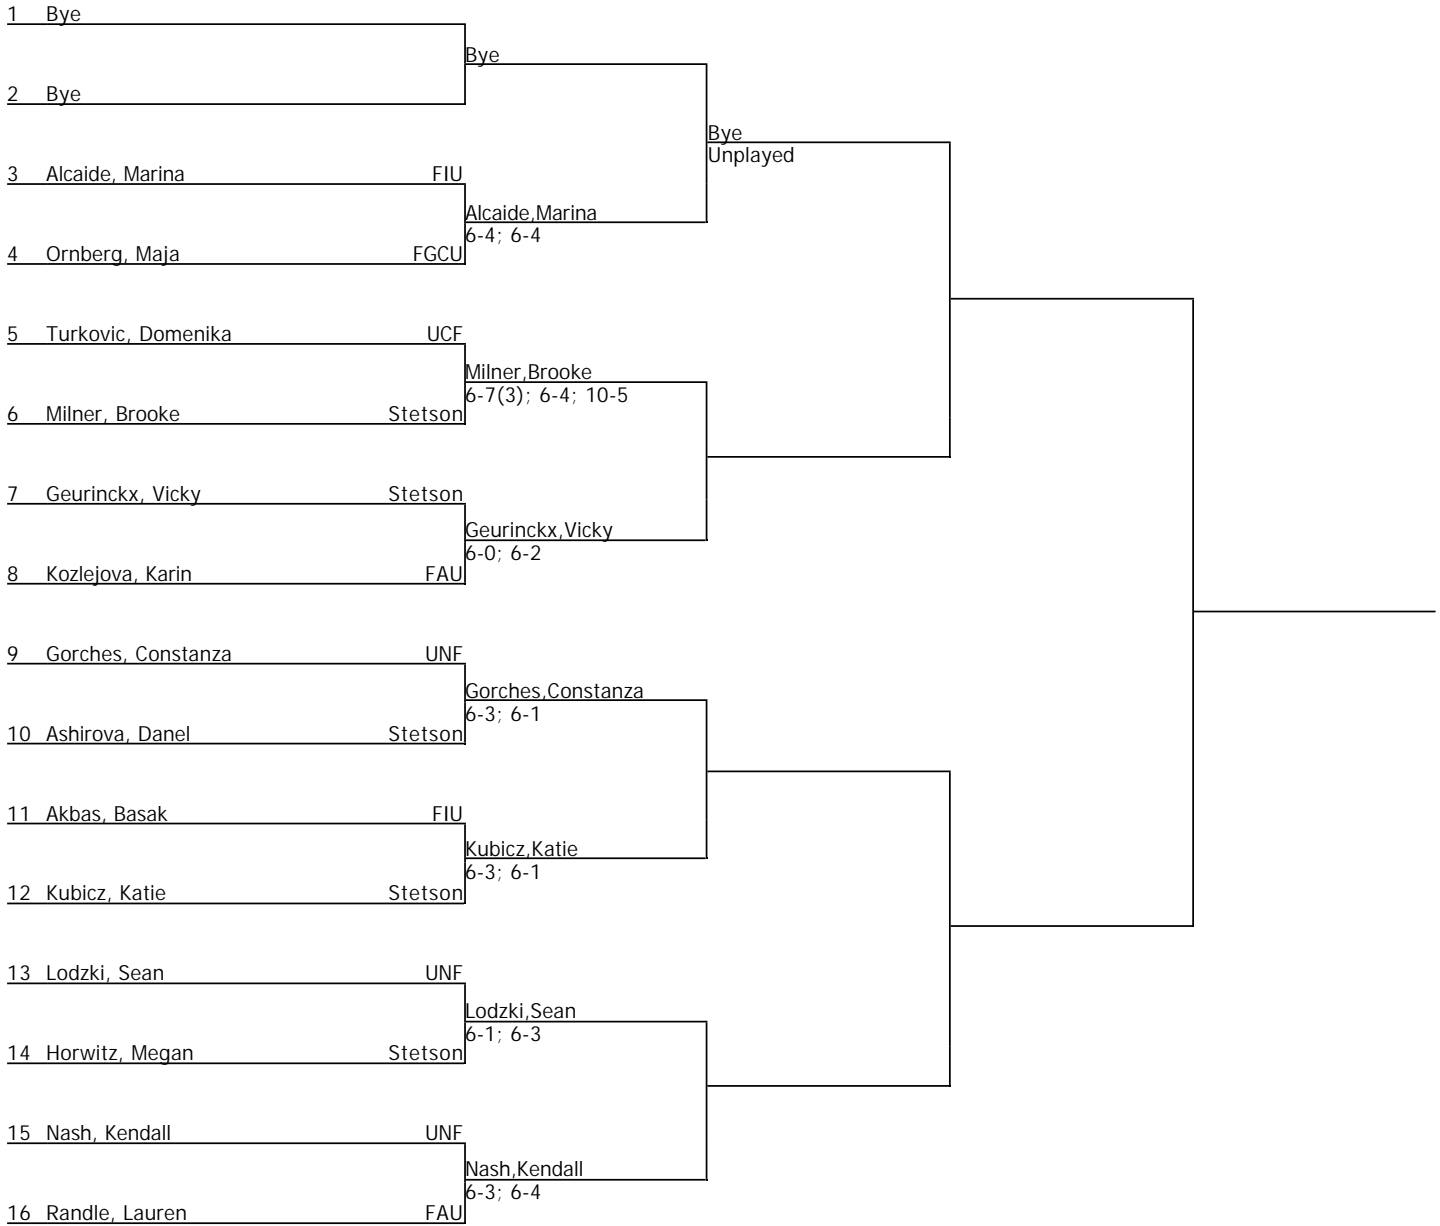 1 Bye
Bye
2 Bye
Bye
Unplayed
3 Alcaide, Marina FIU
Alcaide,Marina
6-4; 6-4
4 Ornberg, Maja FGCU
5 Turkovic, Domenika UCF
Milner,Brooke
6-7(3); 6-4; 10-5
6 Milner, Brooke Stetson
7 Geurinckx, Vicky Stetson
Geurinckx,Vicky
6-0; 6-2
8 Kozlejova, Karin FAU
9 Gorches, Constanza UNF
Gorches,Constanza
6-3; 6-1
10 Ashirova, Danel Stetson
11 Akbas, Basak FIU
Kubicz,Katie
6-3; 6-1
12 Kubicz, Katie Stetson
13 Lodzki, Sean UNF
Lodzki,Sean
6-1; 6-3
14 Horwitz, Megan Stetson
15 Nash, Kendall UNF
Nash,Kendall
6-3; 6-4
16 Randle, Lauren FAU